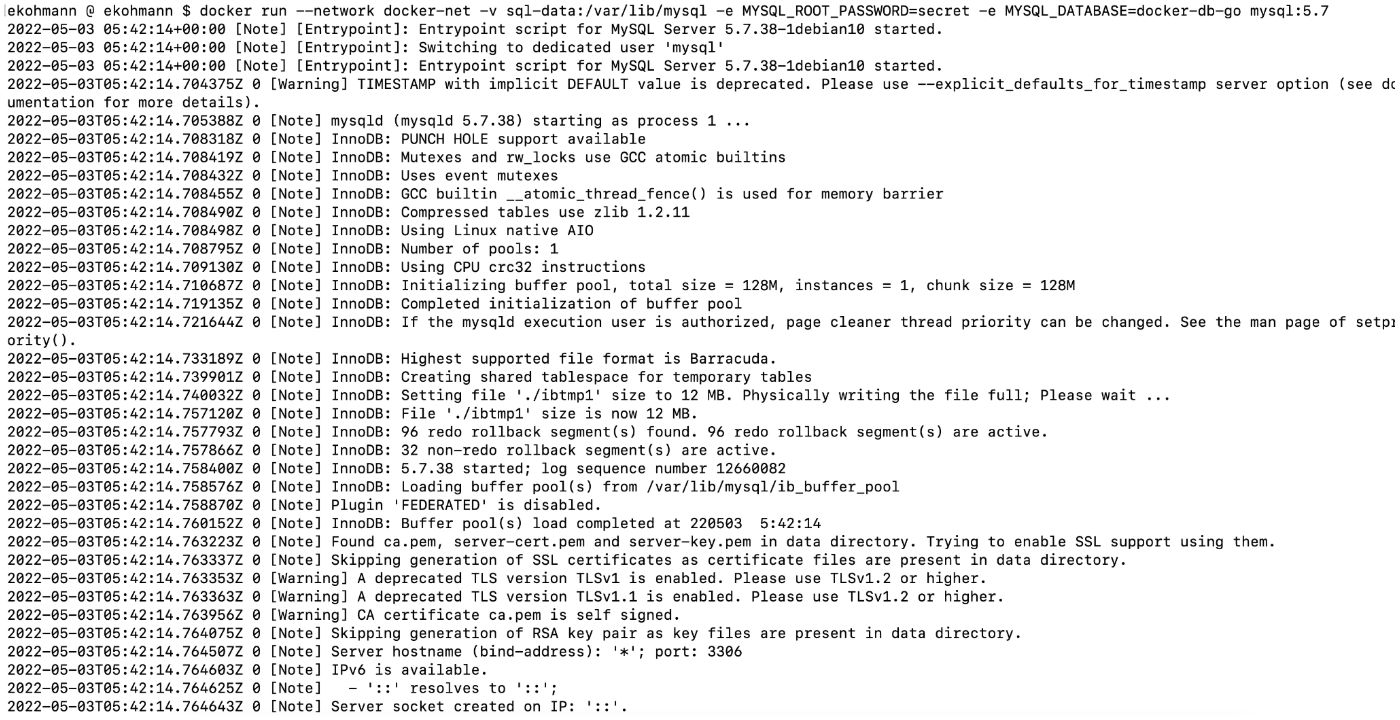 ekohmann @ ekohmann $ docker run --network docker-net -v sql-data:/var/lib/mysql -e MYSQL_ROOT_PASSWORD=secret -e MYSQL_DATABASE=docker-db-go mysql:5.7
2022-05-03 05:42:14+00:00 [Note] [Entrypoint]: Entrypoint script for MySQL Server 5.7.38-1debian10 started.
2022-05-03 05:42:14+00:00 [Note] [Entrypoint]: Switching to dedicated user 'mysql'
2022-05-03 05:42:14+00:00 [Note] [Entrypoint]: Entrypoint script for MySQL Server 5.7.38-1debian10 started.
2022-05-03T05:42:14.704375Z 0 [Warning] TIMESTAMP with implicit DEFAULT value is deprecated. Please use --explicit_defaults_for_timestamp server option (see do
umentation for more details).
2022-05-03T05:42:14.705388Z 0 [Note] mysqld (mysqld 5.7.38) starting as process 1 ...
2022-05-03T05:42:14.708318Z 0 [Note] InnoDB: PUNCH HOLE support available
2022-05-03T05:42:14.708419Z 0 [Note] InnoDB: Mutexes and rw_locks use GCC atomic builtins
2022-05-03T05:42:14.708432Z 0 [Note] InnoDB: Uses event mutexes
2022-05-03T05:42:14.708455Z 0 [Note] InnoDB: GCC builtin __atomic_thread_fence() is used for memory barrier
2022-05-03T05:42:14.708490Z 0 [Note] InnoDB: Compressed tables use zlib 1.2.11
2022-05-03T05:42:14.708498Z 0 [Note] InnoDB: Using Linux native AIO
2022-05-03T05:42:14.708795Z 0 [Note] InnoDB: Number of pools: 1
2022-05-03T05:42:14.709130Z 0 [Note] InnoDB: Using CPU crc32 instructions
2022-05-03T05:42:14.710687Z 0 [Note] InnoDB: Initializing buffer pool, total size = 128M, instances = 1, chunk size = 128M
2022-05-03T05:42:14.719135Z 0 [Note] InnoDB: Completed initialization of buffer pool
2022-05-03T05:42:14.721644Z 0 [Note] InnoDB: If the mysqld execution user is authorized, page cleaner thread priority can be changed. See the man page of setpr
ority().
2022-05-03T05:42:14.733189Z 0 [Note] InnoDB: Highest supported file format is Barracuda.
2022-05-03T05:42:14.739901Z 0 [Note] InnoDB: Creating shared tablespace for temporary tables
2022-05-03T05:42:14.740032Z 0 [Note] InnoDB: Setting file './ibtmp1' size to 12 MB. Physically writing the file full; Please wait ...
2022-05-03T05:42:14.757120Z 0 [Note] InnoDB: File './ibtmp1' size is now 12 MB.
2022-05-03T05:42:14.757793Z 0 [Note] InnoDB: 96 redo rollback segment(s) found. 96 redo rollback segment(s) are active.
2022-05-03T05:42:14.757866Z 0 [Note] InnoDB: 32 non-redo rollback segment(s) are active.
2022-05-03T05:42:14.758400Z 0 [Note] InnoDB: 5.7.38 started; log sequence number 12660082
2022-05-03T05:42:14.758576Z 0 [Note] InnoDB: Loading buffer pool(s) from /var/lib/mysql/ib_buffer_pool
2022-05-03T05:42:14.758870Z 0 [Note] Plugin 'FEDERATED' is disabled.
2022-05-03T05:42:14.760152Z 0 [Note] InnoDB: Buffer pool(s) load completed at 220503  5:42:14
2022-05-03T05:42:14.763223Z 0 [Note] Found ca.pem, server-cert.pem and server-key.pem in data directory. Trying to enable SSL support using them.
2022-05-03T05:42:14.763337Z 0 [Note] Skipping generation of SSL certificates as certificate files are present in data directory.
2022-05-03T05:42:14.763353Z 0 [Warning] A deprecated TLS version TLSv1 is enabled. Please use TLSv1.2 or higher.
2022-05-03T05:42:14.763363Z 0 [Warning] A deprecated TLS version TLSv1.1 is enabled. Please use TLSv1.2 or higher.
2022-05-03T05:42:14.763956Z 0 [Warning] CA certificate ca.pem is self signed.
2022-05-03T05:42:14.764075Z 0 [Note] Skipping generation of RSA key pair as key files are present in data directory.
2022-05-03T05:42:14.764507Z 0 [Note] Server hostname (bind-address): '*'; port: 3306
2022-05-03T05:42:14.764603Z 0 [Note] IPv6 is available.
2022-05-03T05:42:14.764625Z 0 [Note]   - '::' resolves to '::';
2022-05-03T05:42:14.764643Z 0 [Note] Server socket created on IP: '::'.